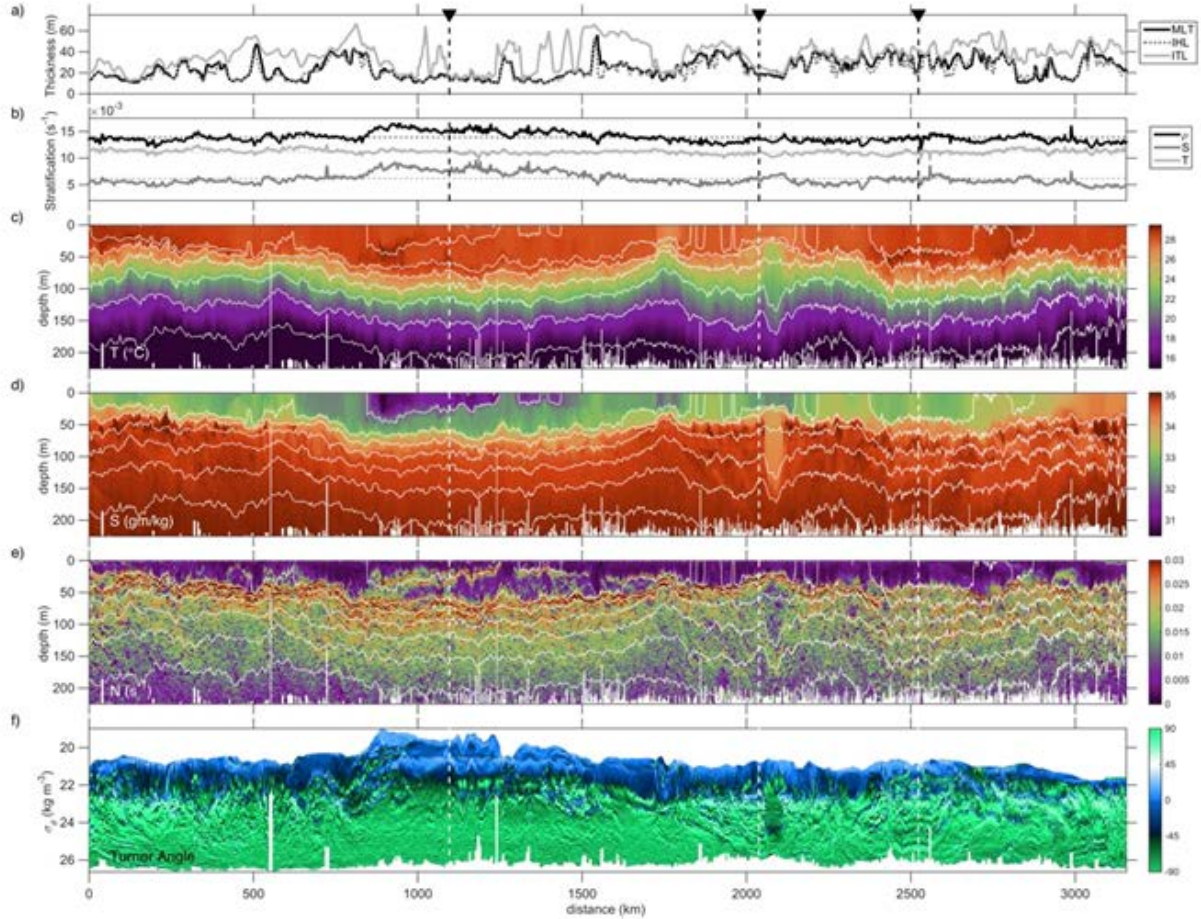 a)
Thickness (m)
60
40
20
0
MLT
IHL
ITL
b)
×10⁻³
Stratification (s⁻¹)
15
10
5
ρ
S
T
c)
depth (m)
0
50
100
150
200
T (°C)
28
26
24
22
20
18
16
d)
depth (m)
0
50
100
150
200
S (gm/kg)
35
34
33
32
31
e)
depth (m)
0
50
100
150
200
N (s⁻¹)
0.03
0.025
0.02
0.015
0.01
0.005
0
f)
(kg m⁻³)
20
22
24
26
Turner Angle
90
45
0
-45
-90
0
500
1000
1500
2000
2500
3000
distance (km)